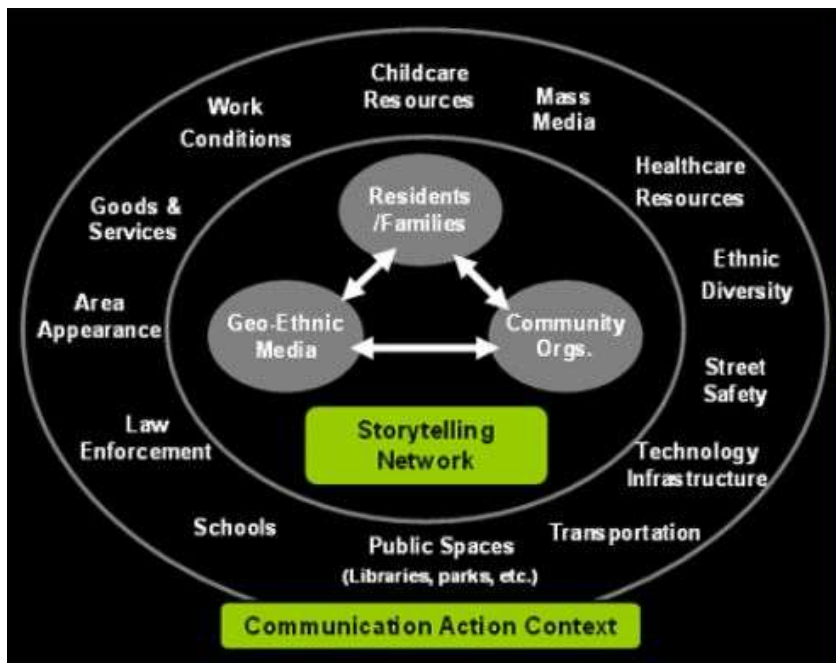 Childcare
Resources
Mass
Media
Work
Conditions
Healthcare
Resources
Goods &
Services
Ethnic
Diversity
Area
Appearance
Street
Safety
Law
Enforcement
Technology
Infrastructure
Schools
Transportation
Public Spaces
(Libraries, parks, etc.)
Residents
/Families
Geo-Ethnic
Media
Community
Orgs.
Storytelling
Network
Communication Action Context